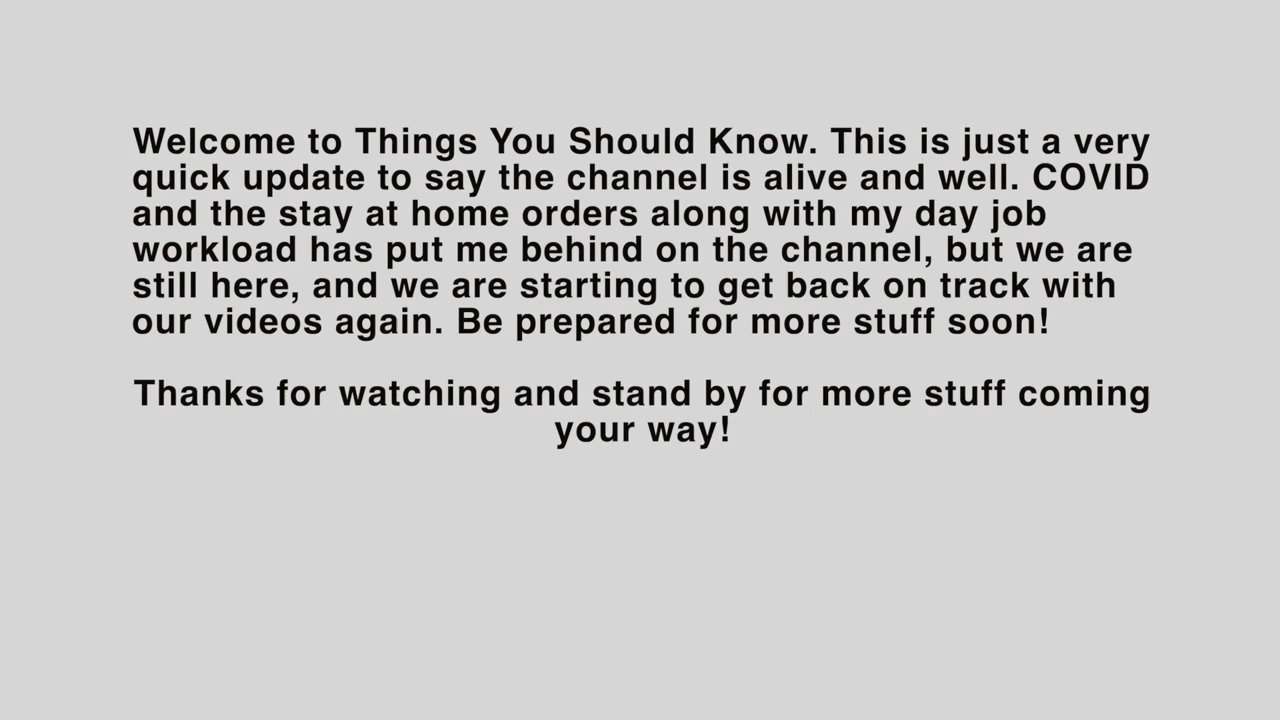 Welcome to Things You Should Know. This is just a very
quick update to say the channel is alive and well. COVID
and the stay at home orders along with my day job
workload has put me behind on the channel, but we are
still here, and we are starting to get back on track with
our videos again. Be prepared for more stuff soon!
Thanks for watching and stand by for more stuff coming
your way!